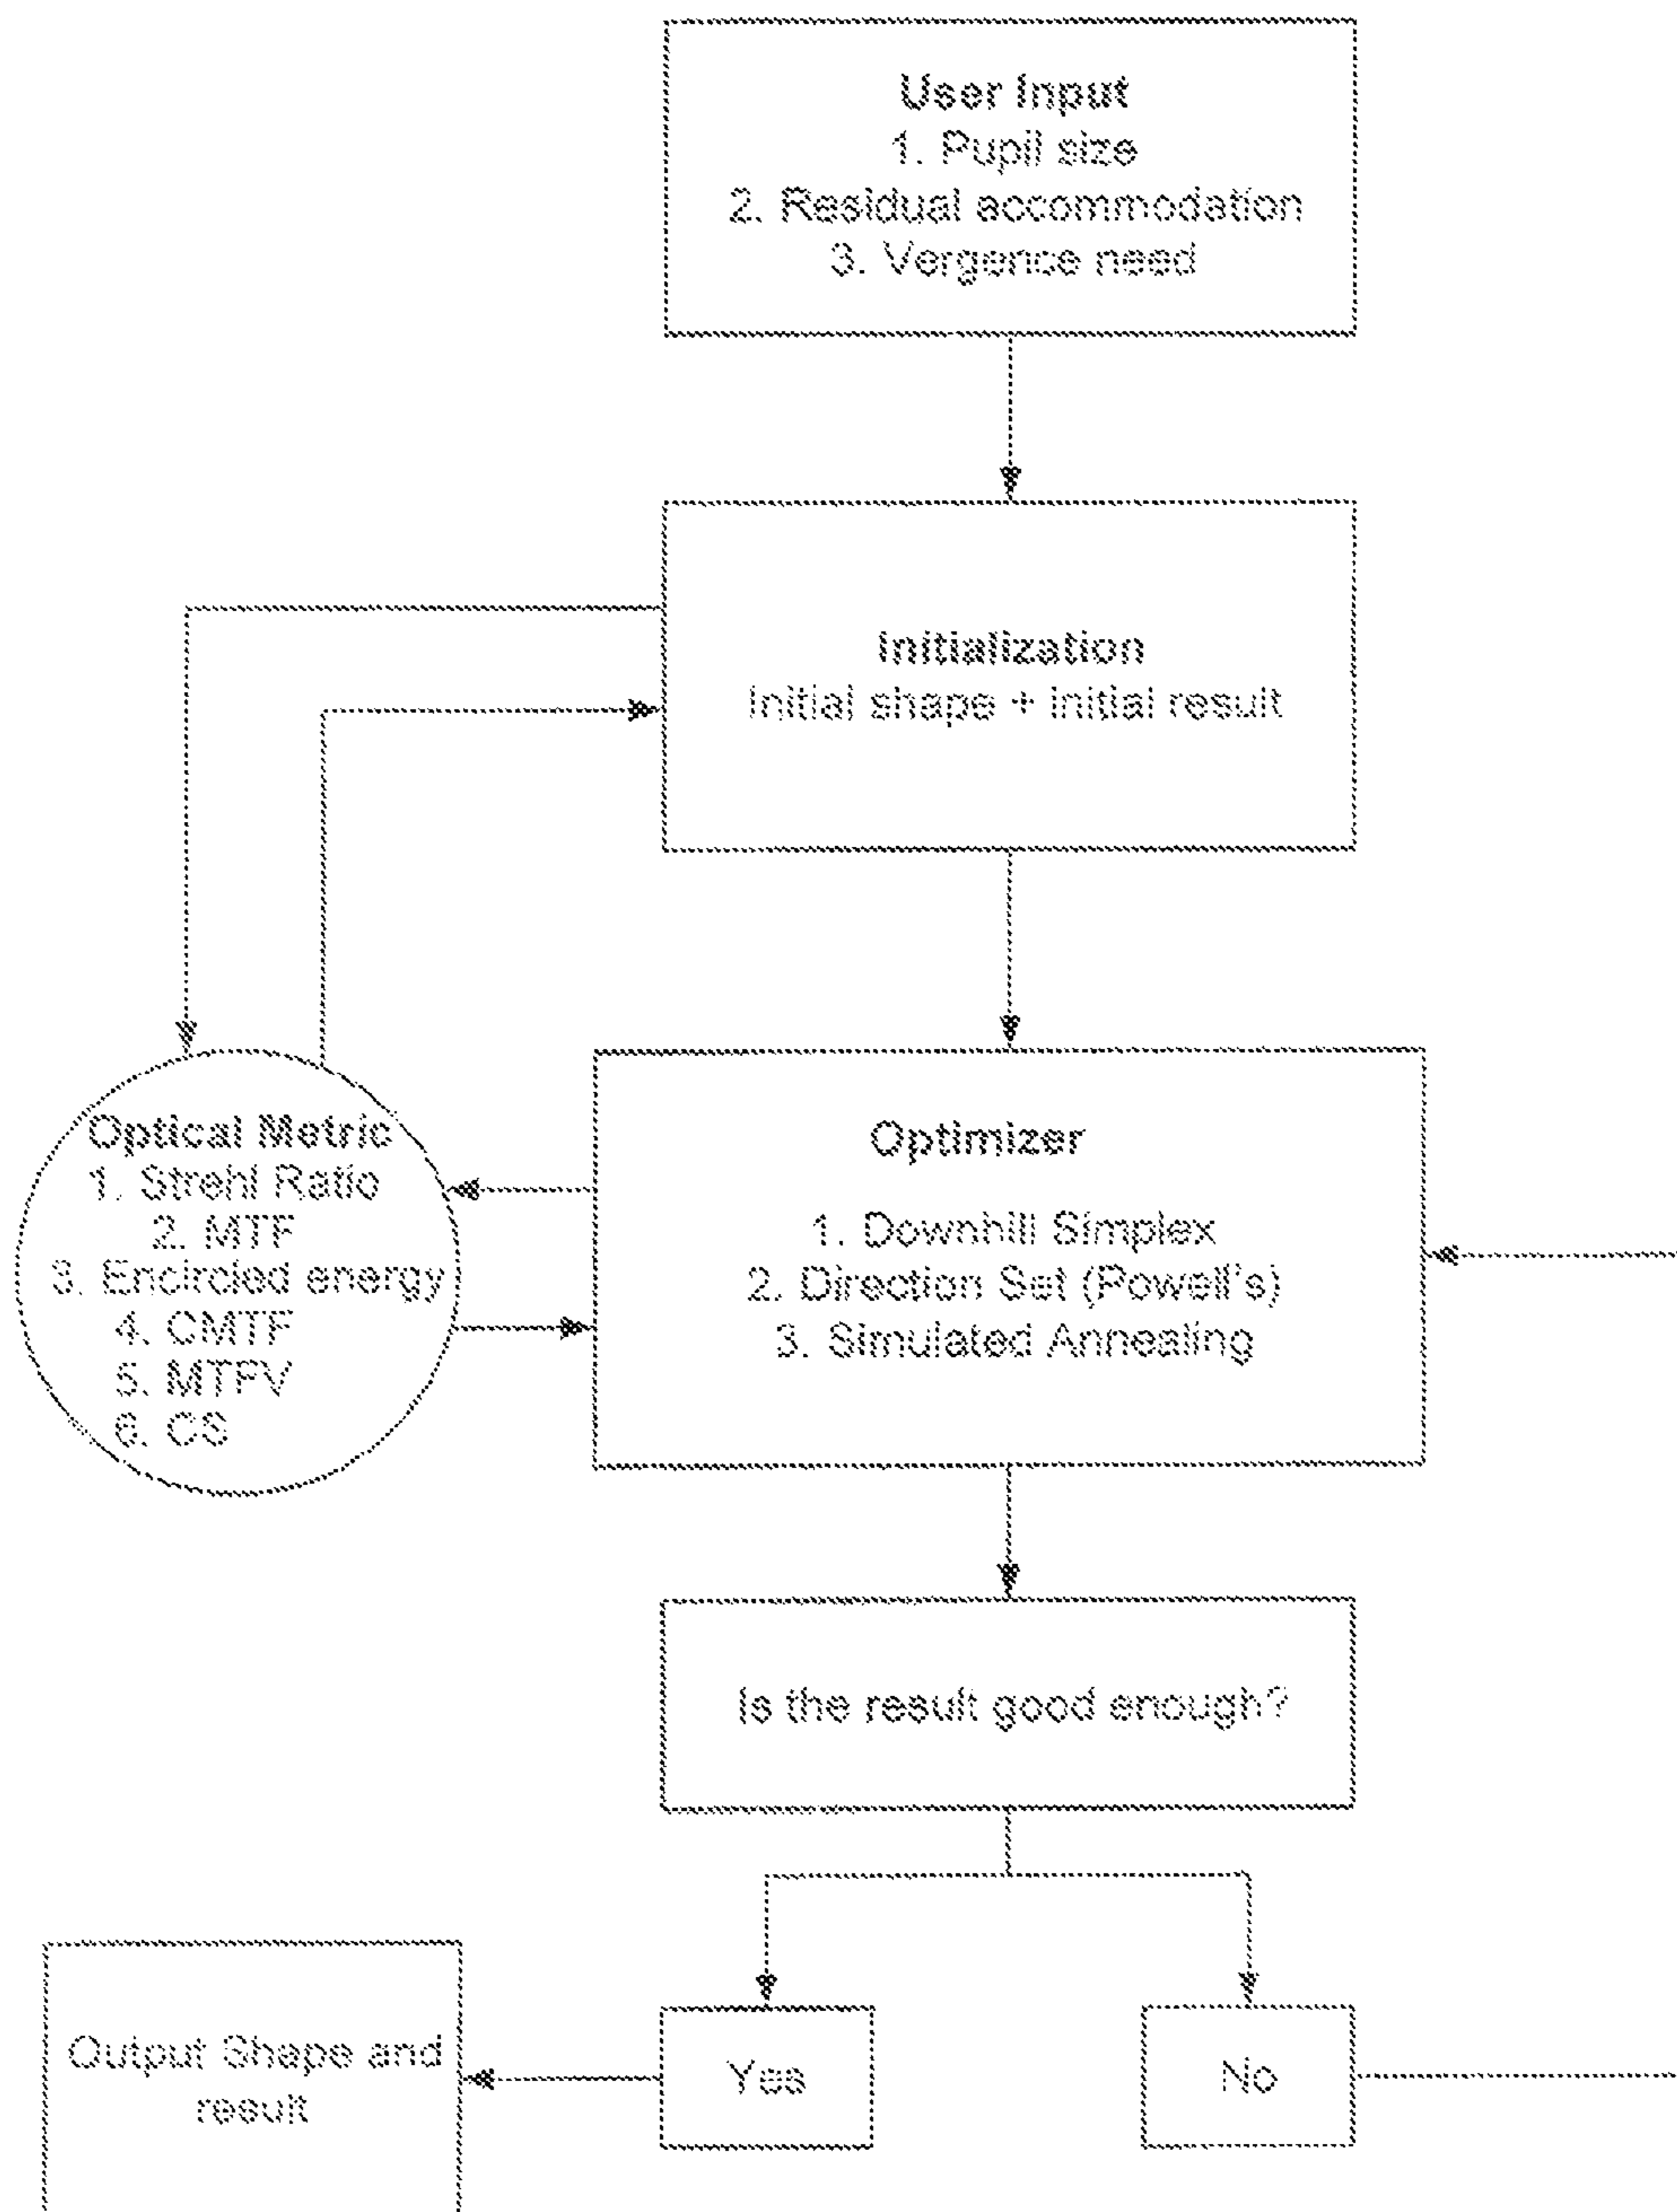 User Input
1. Pupil size
2. Residual accommodation
3. Vergence need
Initialization
Initial shape + initial result
Optical Metric
1. Strehl Ratio
2. MTF
3. Encircled energy
4. CMTF
5. MTFV
6. CS
Optimizer
1. Downhill Simplex
2. Direction Set (Powell's)
3. Simulated Annealing
Is the result good enough?
Output Shape and
result
Yes
No